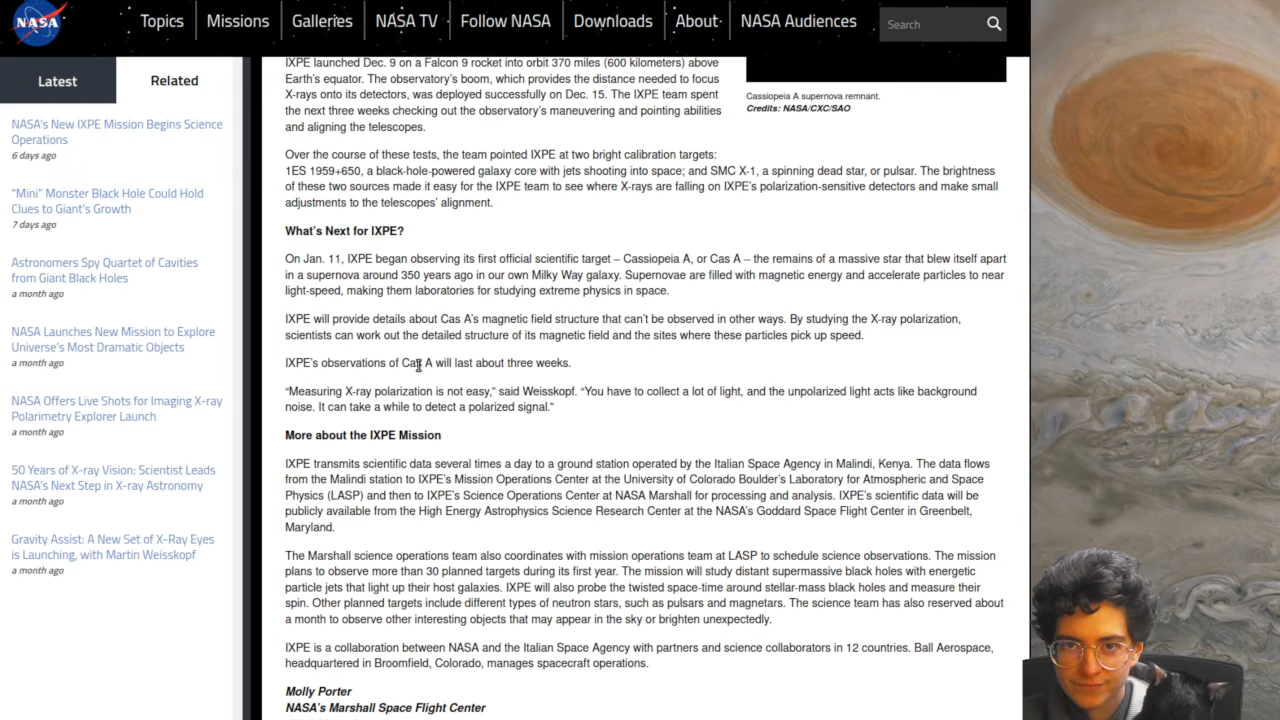 NASA
Topics
Missions
Galleries
NASA TV
Follow NASA
Downloads
About
NASA Audiences
Search
Latest
Related
NASA's New IXPE Mission Begins Science
Operations
6 days ago
“Mini” Monster Black Hole Could Hold
Clues to Giant's Growth
7 days ago
Astronomers Spy Quartet of Cavities
from Giant Black Holes
a month ago
NASA Launches New Mission to Explore
Universe's Most Dramatic Objects
a month ago
NASA Offers Live Shots for Imaging X-ray
Polarimetry Explorer Launch
a month ago
50 Years of X-ray Vision: Scientist Leads
NASA's Next Step in X-ray Astronomy
a month ago
Gravity Assist: A New Set of X-Ray Eyes
is Launching, with Martin Weisskopf
a month ago
IXPE launched Dec. 9 on a Falcon 9 rocket into orbit 370 miles (600 kilometers) above
Earth's equator. The observatory's boom, which provides the distance needed to focus
X-rays onto its detectors, was deployed successfully on Dec. 15. The IXPE team spent
the next three weeks checking out the observatory's maneuvering and pointing abilities
and aligning the telescopes.
Cassiopeia A supernova remnant.
Credits: NASA/CXC/SAO
Over the course of these tests, the team pointed IXPE at two bright calibration targets:
1ES 1959+650, a black-hole-powered galaxy core with jets shooting into space; and SMC X-1, a spinning dead star, or pulsar. The brightness
of these two sources made it easy for the IXPE team to see where X-rays are falling on IXPE's polarization-sensitive detectors and make small
adjustments to the telescopes' alignment.
What's Next for IXPE?
On Jan. 11, IXPE began observing its first official scientific target – Cassiopeia A, or Cas A – the remains of a massive star that blew itself apart
in a supernova around 350 years ago in our own Milky Way galaxy. Supernovae are filled with magnetic energy and accelerate particles to near
light-speed, making them laboratories for studying extreme physics in space.
IXPE will provide details about Cas A's magnetic field structure that can't be observed in other ways. By studying the X-ray polarization,
scientists can work out the detailed structure of its magnetic field and the sites where these particles pick up speed.
IXPE's observations of Cas A will last about three weeks.
“Measuring X-ray polarization is not easy,” said Weisskopf. “You have to collect a lot of light, and the unpolarized light acts like background
noise. It can take a while to detect a polarized signal.”
More about the IXPE Mission
IXPE transmits scientific data several times a day to a ground station operated by the Italian Space Agency in Malindi, Kenya. The data flows
from the Malindi station to IXPE's Mission Operations Center at the University of Colorado Boulder's Laboratory for Atmospheric and Space
Physics (LASP) and then to IXPE's Science Operations Center at NASA Marshall for processing and analysis. IXPE's scientific data will be
publicly available from the High Energy Astrophysics Science Research Center at the NASA's Goddard Space Flight Center in Greenbelt,
Maryland.
The Marshall science operations team also coordinates with mission operations team at LASP to schedule science observations. The mission
plans to observe more than 30 planned targets during its first year. The mission will study distant supermassive black holes with energetic
particle jets that light up their host galaxies. IXPE will also probe the twisted space-time around stellar-mass black holes and measure their
spin. Other planned targets include different types of neutron stars, such as pulsars and magnetars. The science team has also reserved about
a month to observe other interesting objects that may appear in the sky or brighten unexpectedly.
IXPE is a collaboration between NASA and the Italian Space Agency with partners and science collaborators in 12 countries. Ball Aerospace,
headquartered in Broomfield, Colorado, manages spacecraft operations.
Molly Porter
NASA's Marshall Space Flight Center